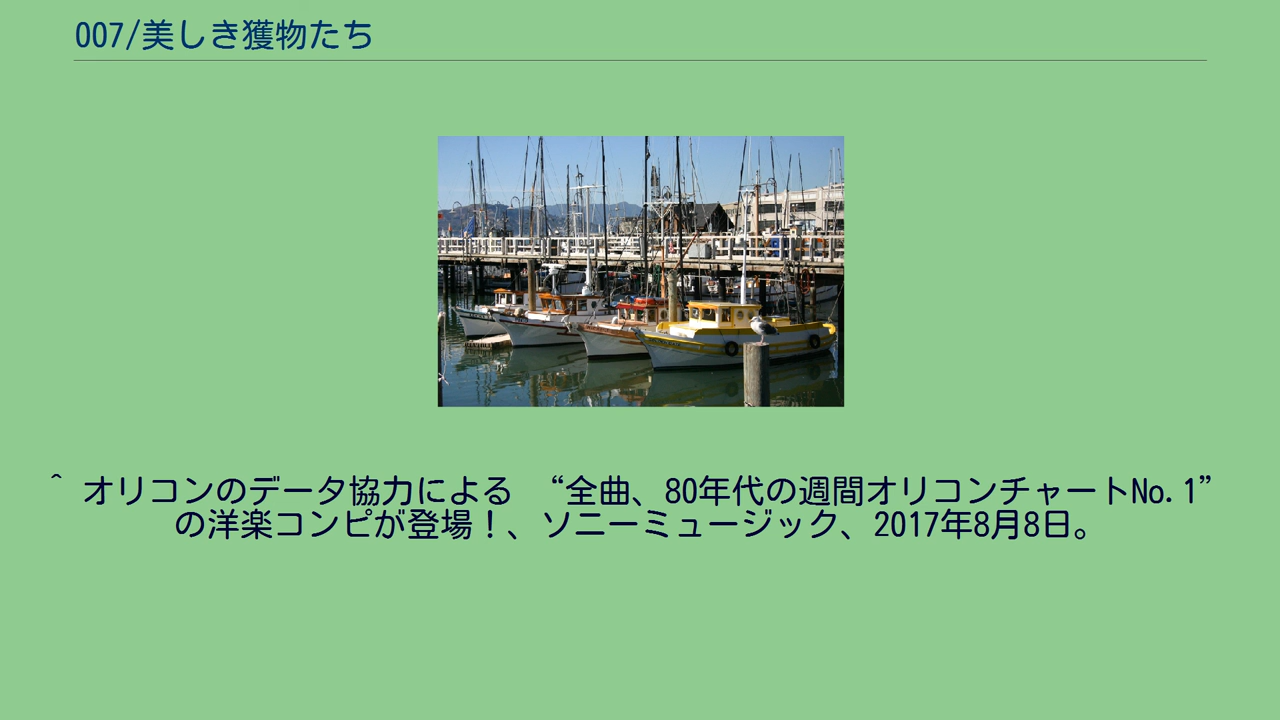 007/美しき獲物たち
^ オリコンのデータ協力による “全曲、80年代の週間オリコンチャートNo.1”
の洋楽コンピが登場！、ソニーミュージック、2017年8月8日。